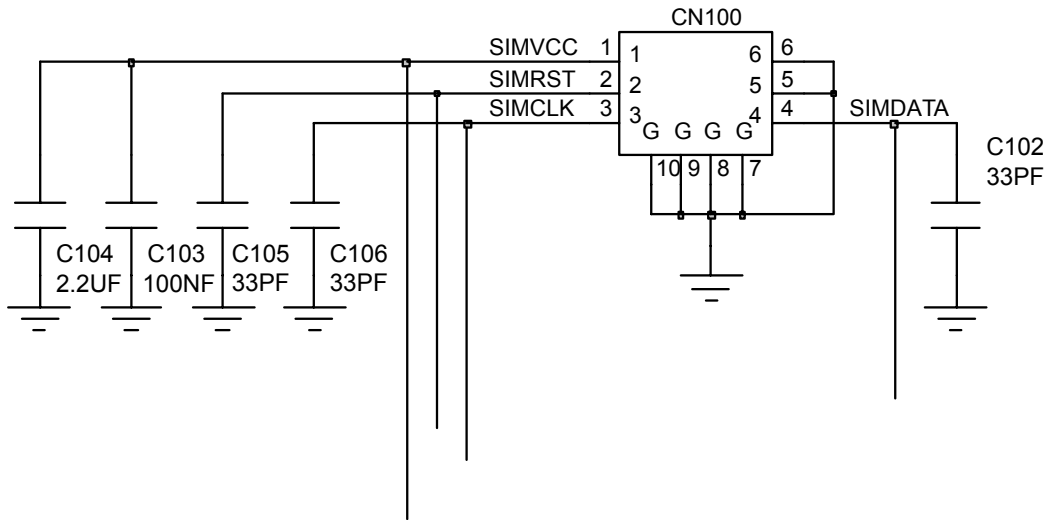 CN100
SIMVCC 1 1 6 6
SIMRST 2 2 5 5
SIMCLK 3 3 4 4 SIMDATA
G G G G
10 9 8 7
C102
33PF
C104 C103 C105 C106
2.2UF 100NF 33PF 33PF